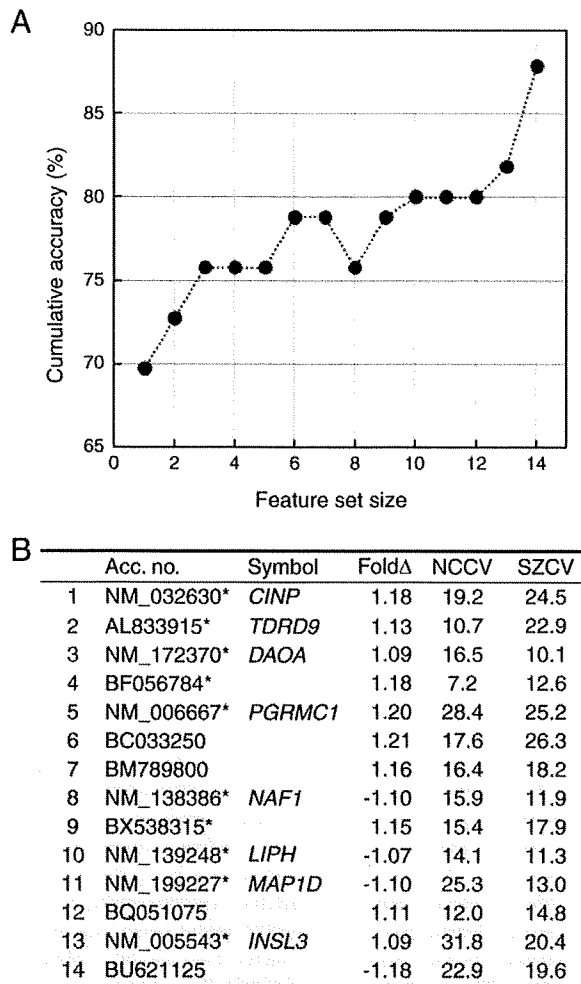 A
90
85
80
75
70
65
Cumulative accuracy (%)
0 2 4 6 8 10 12 14
Feature set size
B
Acc. no. Symbol FoldΔ NCCV SZCV
1 NM_032630* CINP 1.18 19.2 24.5
2 AL833915* TDRD9 1.13 10.7 22.9
3 NM_172370* DAOA 1.09 16.5 10.1
4 BF056784* 1.18 7.2 12.6
5 NM_006667* PGRMC1 1.20 28.4 25.2
6 BC033250 1.21 17.6 26.3
7 BM789800 1.16 16.4 18.2
8 NM_138386* NAF1 -1.10 15.9 11.9
9 BX538315* 1.15 15.4 17.9
10 NM_139248* LIPH -1.07 14.1 11.3
11 NM_199227* MAP1D -1.10 25.3 13.0
12 BQ051075 1.11 12.0 14.8
13 NM_005543* INSL3 1.09 31.8 20.4
14 BU621125 -1.18 22.9 19.6